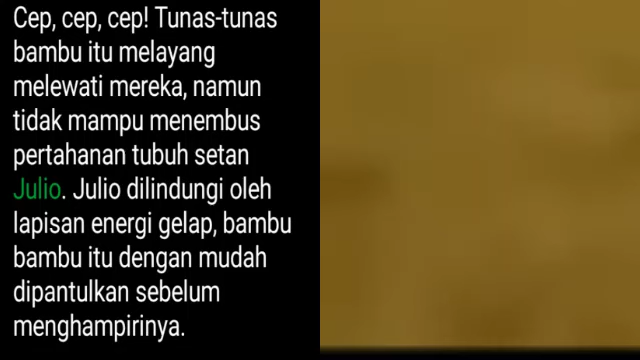 Cep, cep, cep! Tunas-tunas
bambu itu melayang
melewati mereka, namun
tidak mampu menembus
pertahanan tubuh setan
Julio. Julio dilindungi oleh
lapisan energi gelap, bambu
bambu itu dengan mudah
dipantulkan sebelum
menghampirinya.